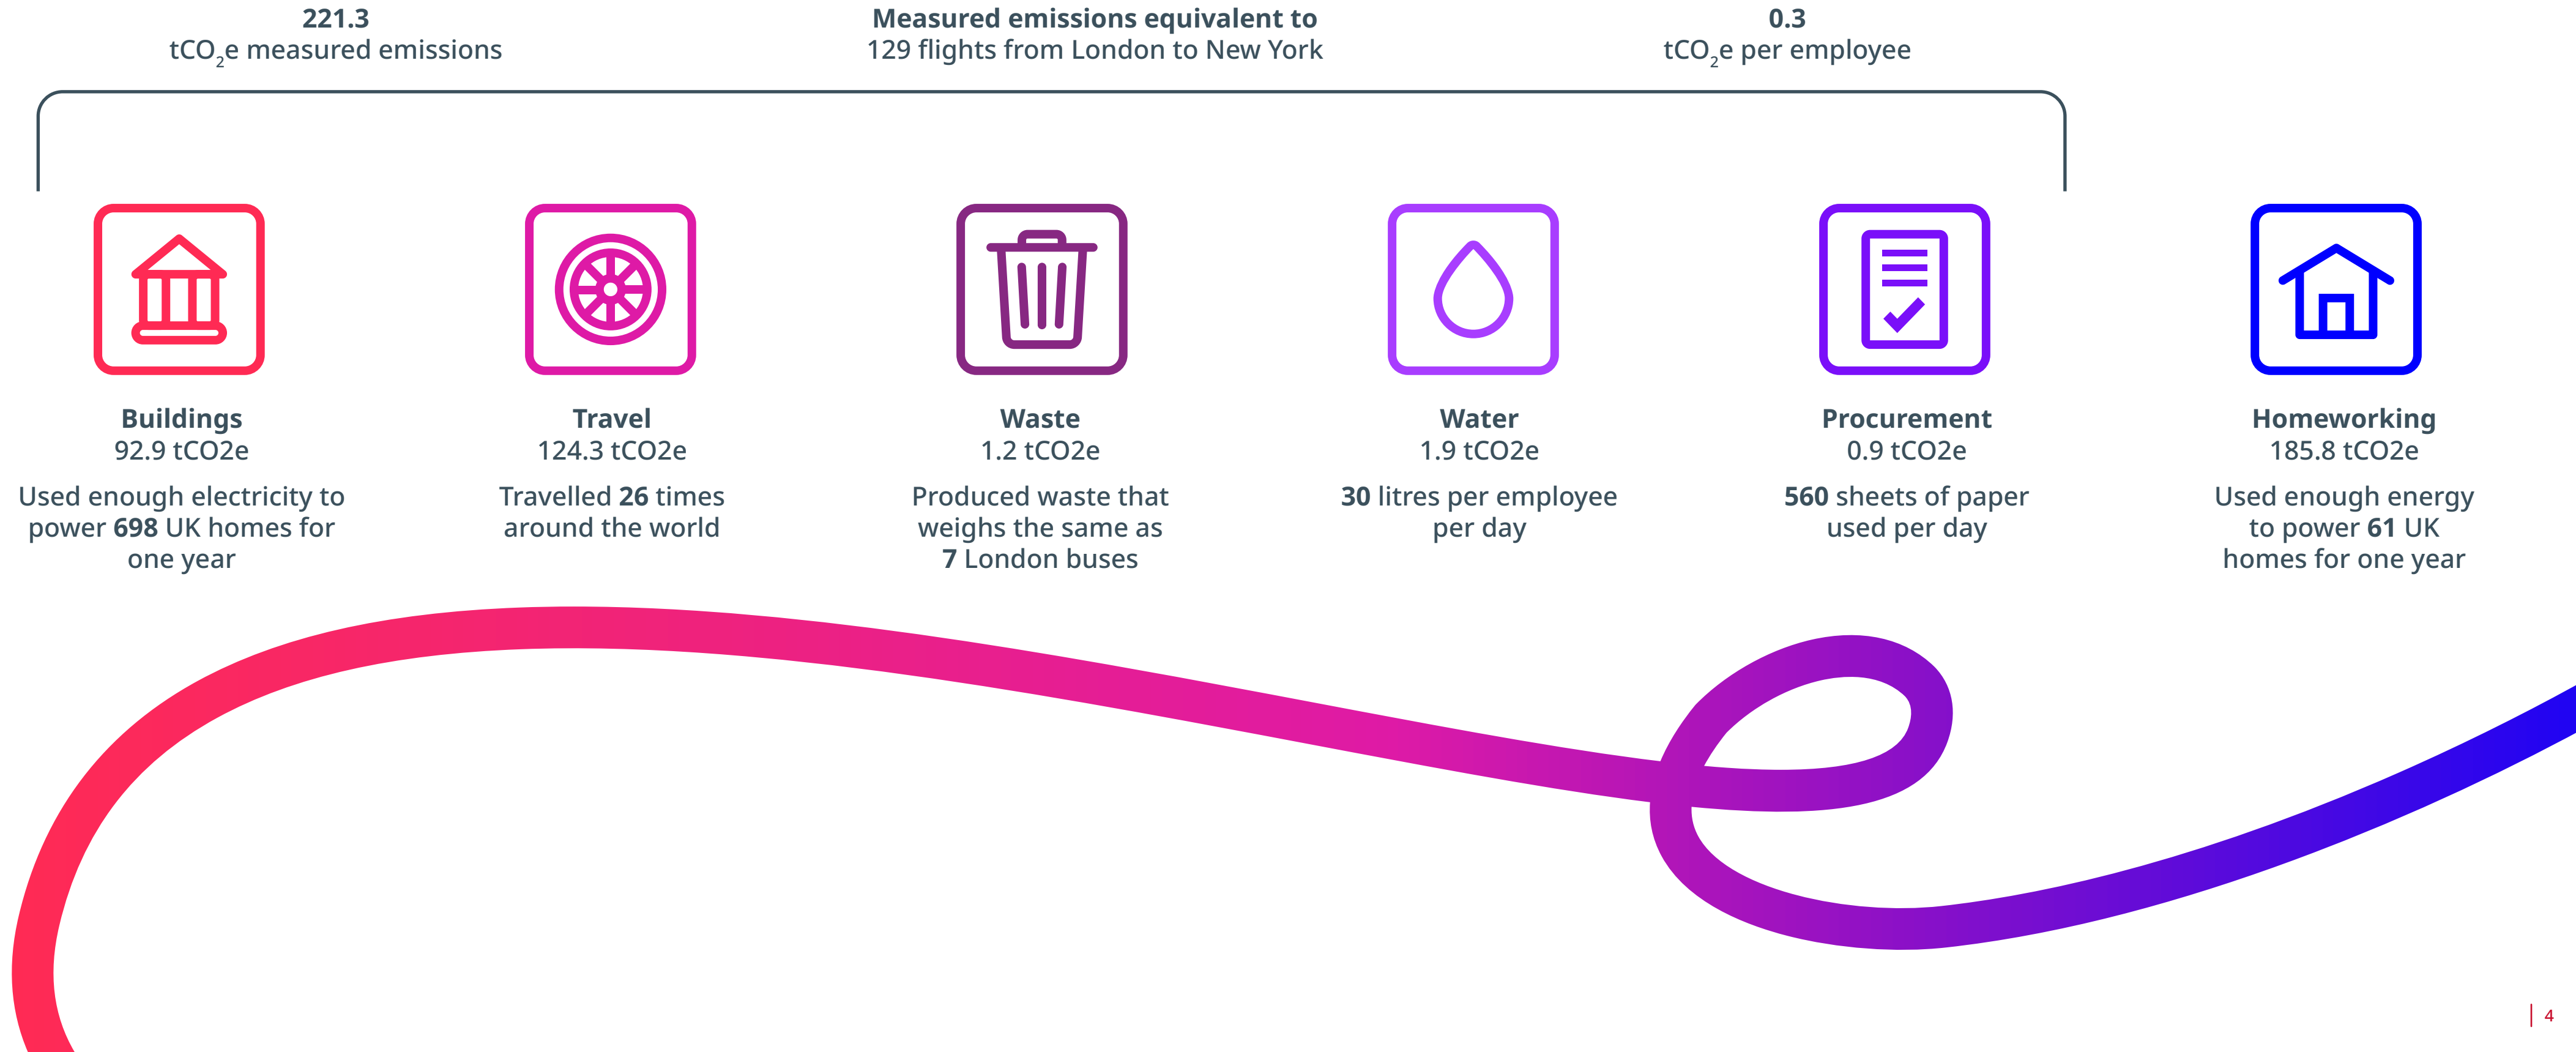 221.3
tCO₂e measured emissions
Measured emissions equivalent to
129 flights from London to New York
0.3
tCO₂e per employee
Buildings
92.9 tCO2e
Used enough electricity to
power 698 UK homes for
one year
Travel
124.3 tCO2e
Travelled 26 times
around the world
Waste
1.2 tCO2e
Produced waste that
weighs the same as
7 London buses
Water
1.9 tCO2e
30 litres per employee
per day
Procurement
0.9 tCO2e
560 sheets of paper
used per day
Homeworking
185.8 tCO2e
Used enough energy
to power 61 UK
homes for one year
4